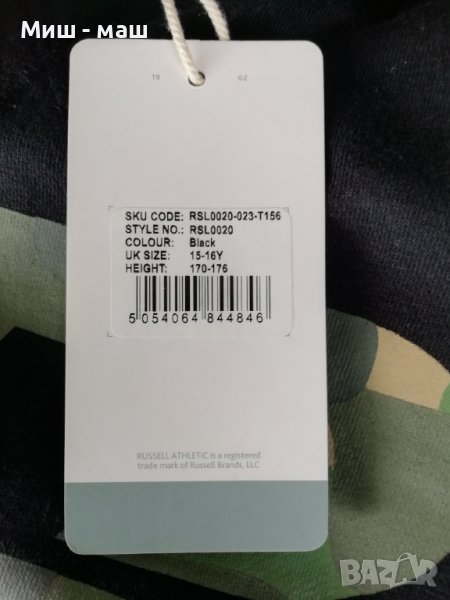 Миш - маш
19 02
SKU CODE: RSL0020-023-T156
STYLE NO.: RSL0020
COLOUR: Black
UK SIZE: 15-16Y
HEIGHT: 170-176
5 054064 844846
RUSSELL ATHLETIC is a registered
trade mark of Russell Brands, LLC
BAZAR